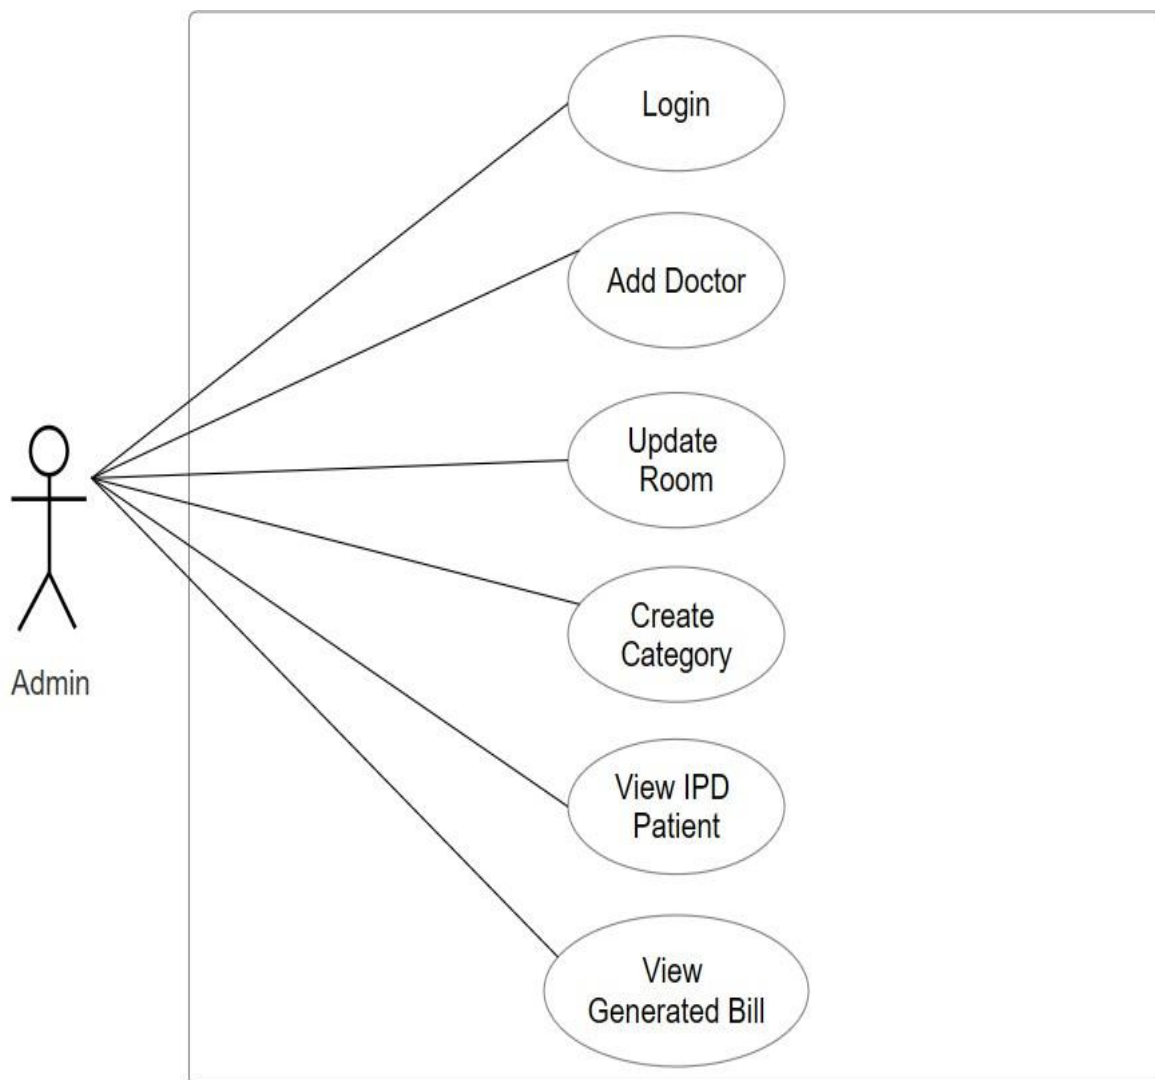 Login
Add Doctor
Update
Room
Create
Category
Admin
View IPD
Patient
View
Generated Bill